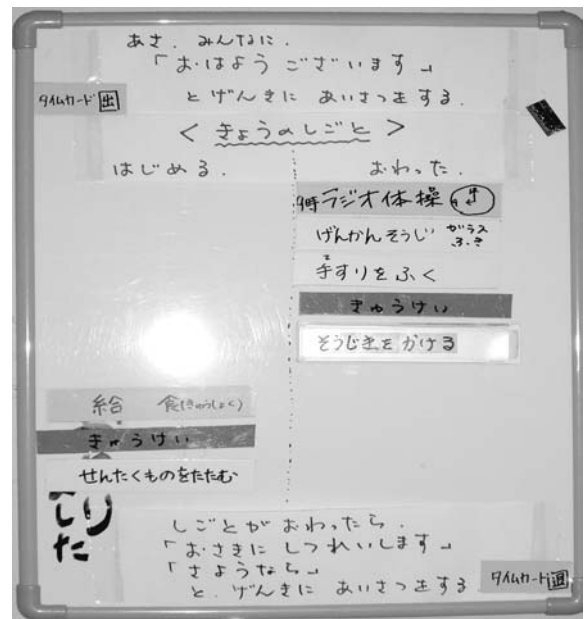 あさ、みんなに、
「おはようございます」
タイムカード 出
とげんきに あいさつをする.
<きょうのしごと>
はじめる.
おわった.
9時ラジオ体操
げんかんそうじ ガラスふき
手すりをふく
きゅうけい
そうじきをかける
給食(きゅうしょく)
きゅうけい
せんたくものをたたむ
しごとがおわったら、
「おさきに しつれいします」
「さようなら」
と、げんきに あいさつをする
タイムカード 退